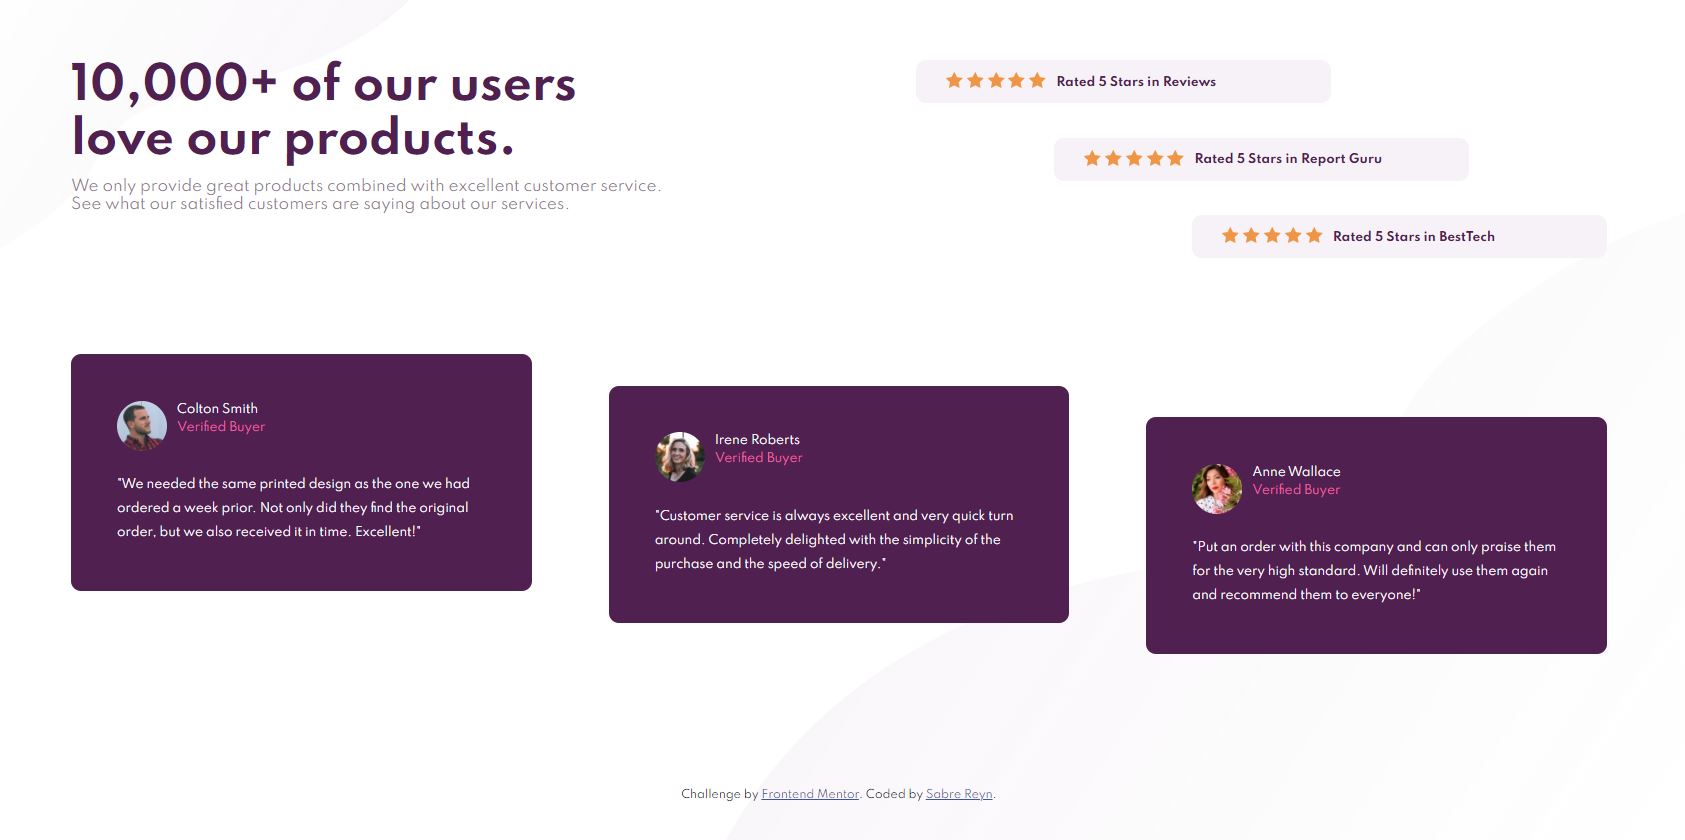 10,000+ of our users
love our products.
We only provide great products combined with excellent customer service.
See what our satisfied customers are saying about our services.
Rated 5 Stars in Reviews
Rated 5 Stars in Report Guru
Rated 5 Stars in BestTech
Colton Smith
Verified Buyer
"We needed the same printed design as the one we had
ordered a week prior. Not only did they find the original
order, but we also received it in time. Excellent!"
Irene Roberts
Verified Buyer
"Customer service is always excellent and very quick turn
around. Completely delighted with the simplicity of the
purchase and the speed of delivery."
Anne Wallace
Verified Buyer
"Put an order with this company and can only praise them
for the very high standard. Will definitely use them again
and recommend them to everyone!"
Challenge by Frontend Mentor. Coded by Sabre Reyn.